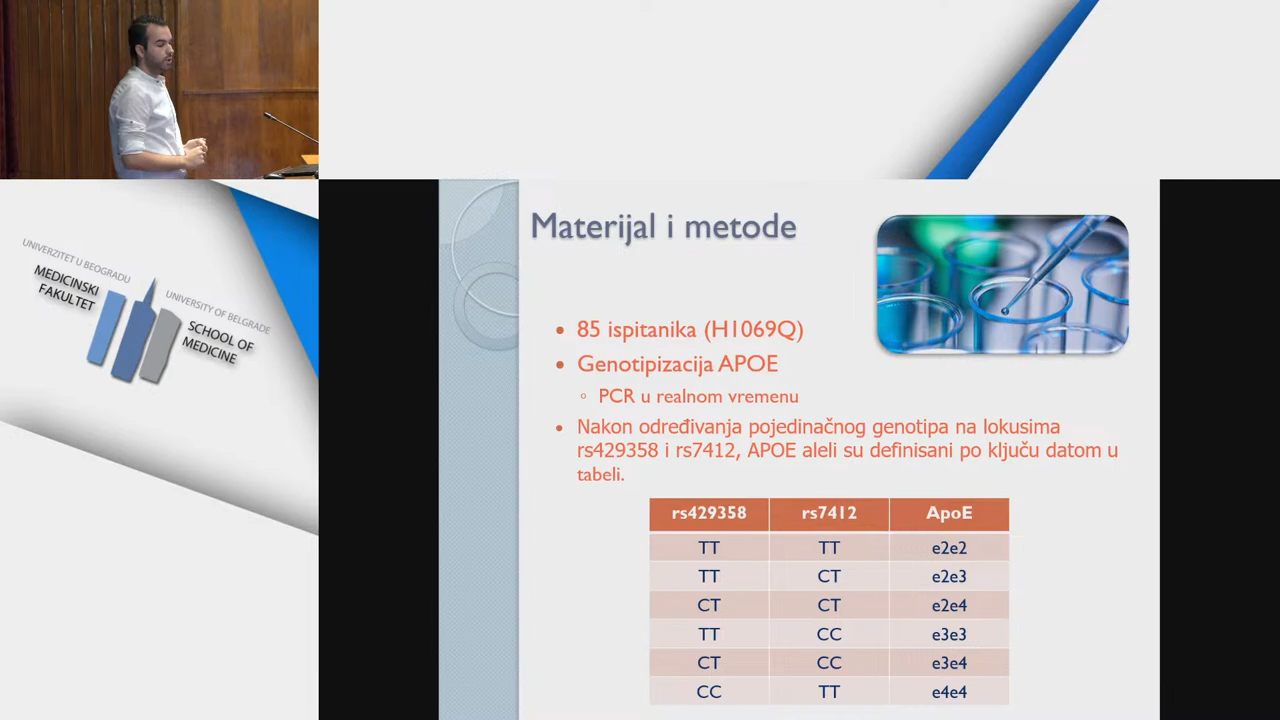 UNIVERZITET U BEOGRADU
MEDICINSKI
FAKULTET
UNIVERSITY OF BELGRADE
SCHOOL OF
MEDICINE
Materijal i metode
• 85 ispitanika (H1069Q)
• Genotipizacija APOE
◦ PCR u realnom vremenu
• Nakon određivanja pojedinačnog genotipa na lokusima
rs429358 i rs7412, APOE aleli su definisani po ključu datom u
tabeli.
rs429358 rs7412 ApoE
TT TT e2e2
TT CT e2e3
CT CT e2e4
TT CC e3e3
CT CC e3e4
CC TT e4e4